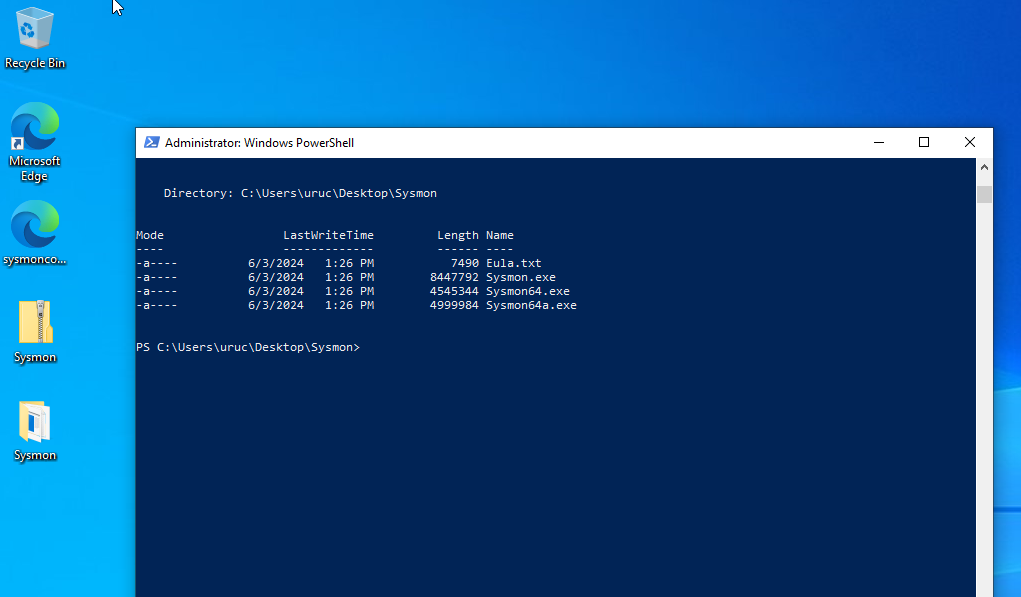 Recycle Bin
Microsoft
Edge
sysmonco...
Sysmon
Sysmon
Administrator: Windows PowerShell
Directory: C:\Users\uruc\Desktop\Sysmon
Mode LastWriteTime Length Name
---- ------------- ------ ----
-a---- 6/3/2024 1:26 PM 7490 Eula.txt
-a---- 6/3/2024 1:26 PM 8447792 Sysmon.exe
-a---- 6/3/2024 1:26 PM 4545344 Sysmon64.exe
-a---- 6/3/2024 1:26 PM 4999984 Sysmon64a.exe
PS C:\Users\uruc\Desktop\Sysmon>